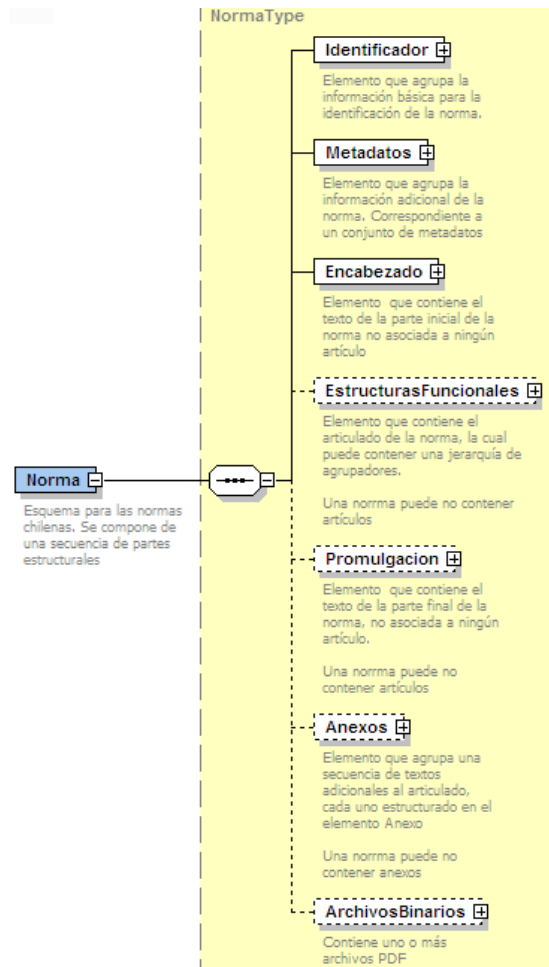 NormaType
Identificador
Elemento que agrupa la
información básica para la
identificación de la norma.
Metadatos
Elemento que agrupa la
información adicional de la
norma. Correspondiente a
un conjunto de metadatos
Encabezado
Elemento que contiene el
texto de la parte inicial de la
norma no asociada a ningún
artículo
EstructurasFuncionales
Elemento que contiene el
articulado de la norma, la cual
puede contener una jerarquía de
agrupadores.
Una norrma puede no contener
artículos
Norma
Esquema para las normas
chilenas. Se compone de
una secuencia de partes
estructurales
Promulgacion
Elemento que contiene el
texto de la parte final de la
norma, no asociada a ningún
artículo.
Una norrma puede no
contener artículos
Anexos
Elemento que agrupa una
secuencia de textos
adicionales al articulado,
cada uno estructurado en el
elemento Anexo
Una norrma puede no
contener anexos
ArchivosBinarios
Contiene uno o más
archivos PDF